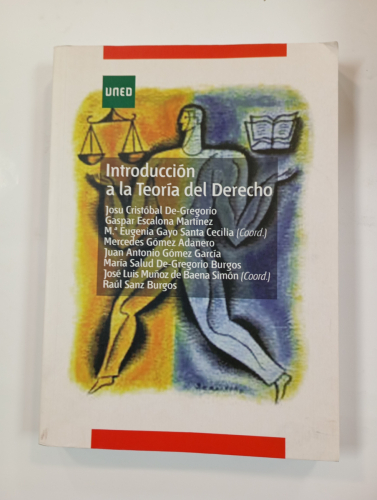 UNED
Introducción
a la Teoría del Derecho
Josu Cristóbal De-Gregorio
Gaspar Escalona Martínez
M.ª Eugenia Gayo Santa Cecilia (Coord.)
Mercedes Gómez Adanero
Juan Antonio Gómez García
María Salud De-Gregorio Burgos
José Luis Muñoz de Baena Simón (Coord.)
Raúl Sanz Burgos